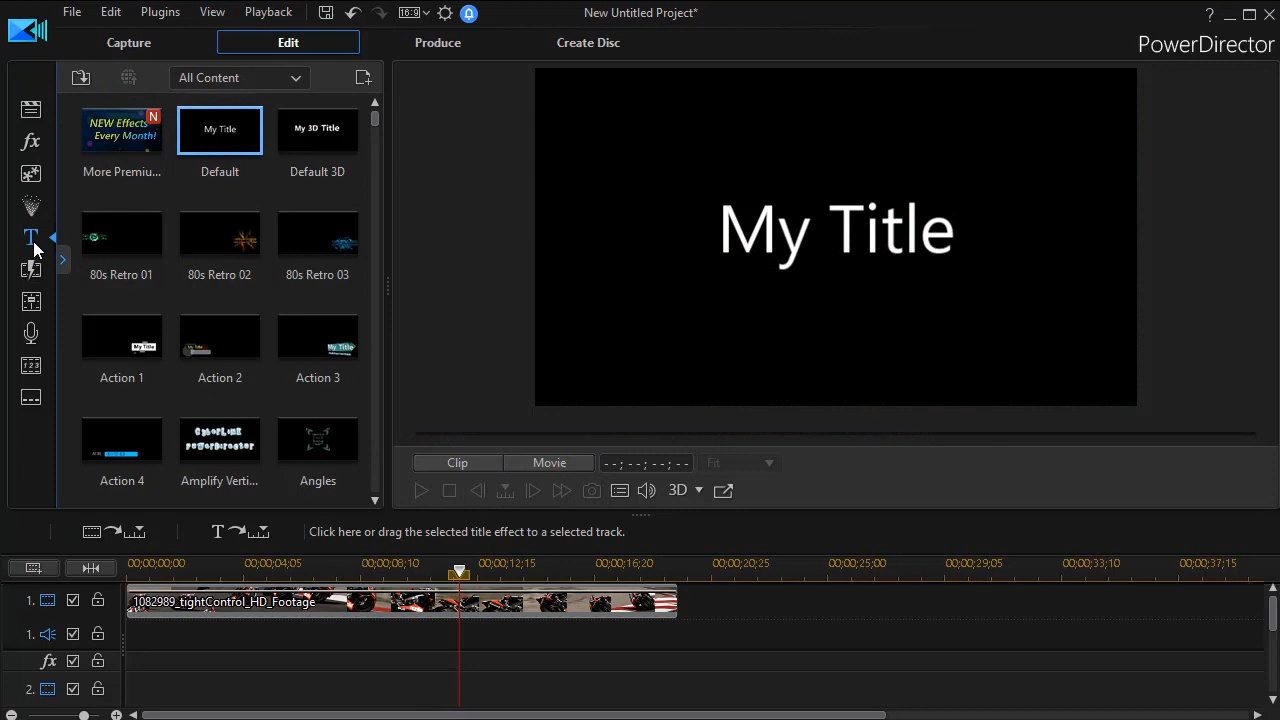 File Edit Plugins View Playback 16:9 New Untitled Project* ?
Capture Edit Produce Create Disc PowerDirector
All Content
NEW Effects Every Month! N
My Title
My 3D Title
More Premiu... Default Default 3D
80s Retro 01 80s Retro 02 80s Retro 03
My Title
My Title
Action 1 Action 2 Action 3
CyberLink
PowerDirector
Action 4 Amplify Verti... Angles
My Title
Clip Movie --;--;--;-- Fit
3D
T Click here or drag the selected title effect to a selected track.
00;00;00;00 00;00;04;05 00;00;08;10 00;00;12;15 00;00;16;20 00;00;20;25 00;00;25;00 00;00;29;05 00;00;33;10 00;00;37;15
1. 1082989_tightControl_HD_Footage
1.
fx
2.